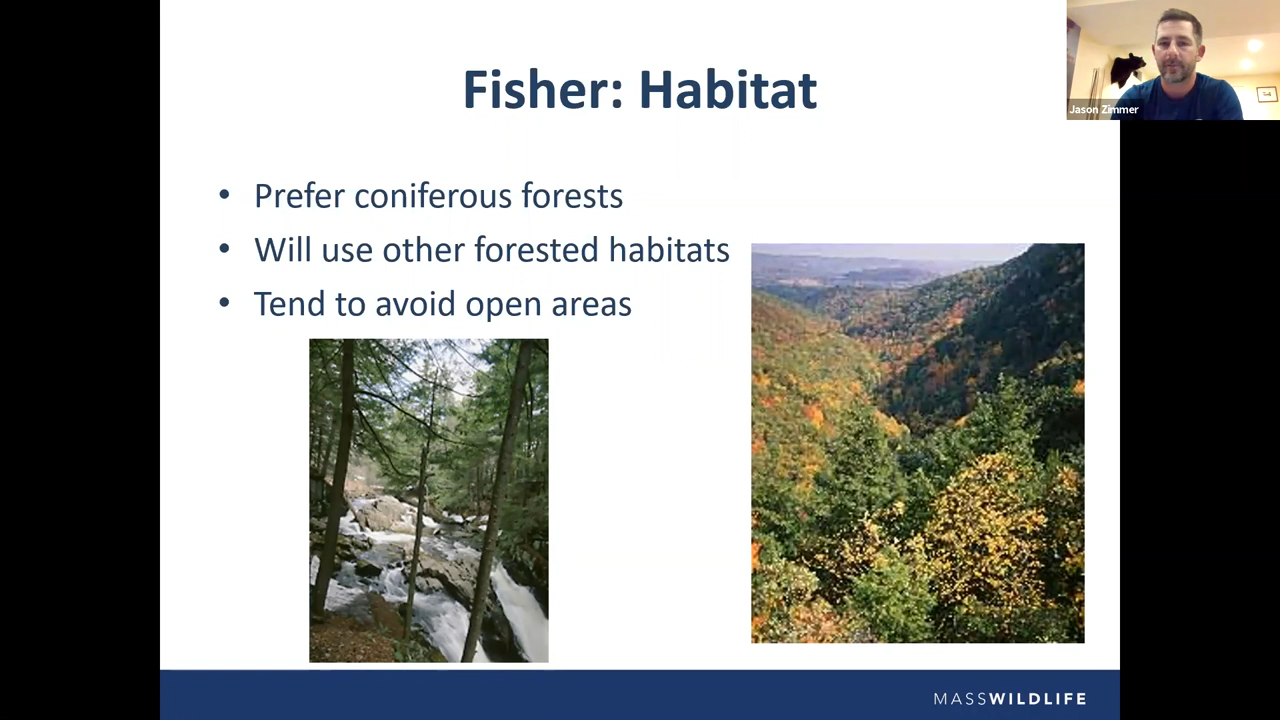 Fisher: Habitat
Jason Zimmer
• Prefer coniferous forests
• Will use other forested habitats
• Tend to avoid open areas
MASSWILDLIFE